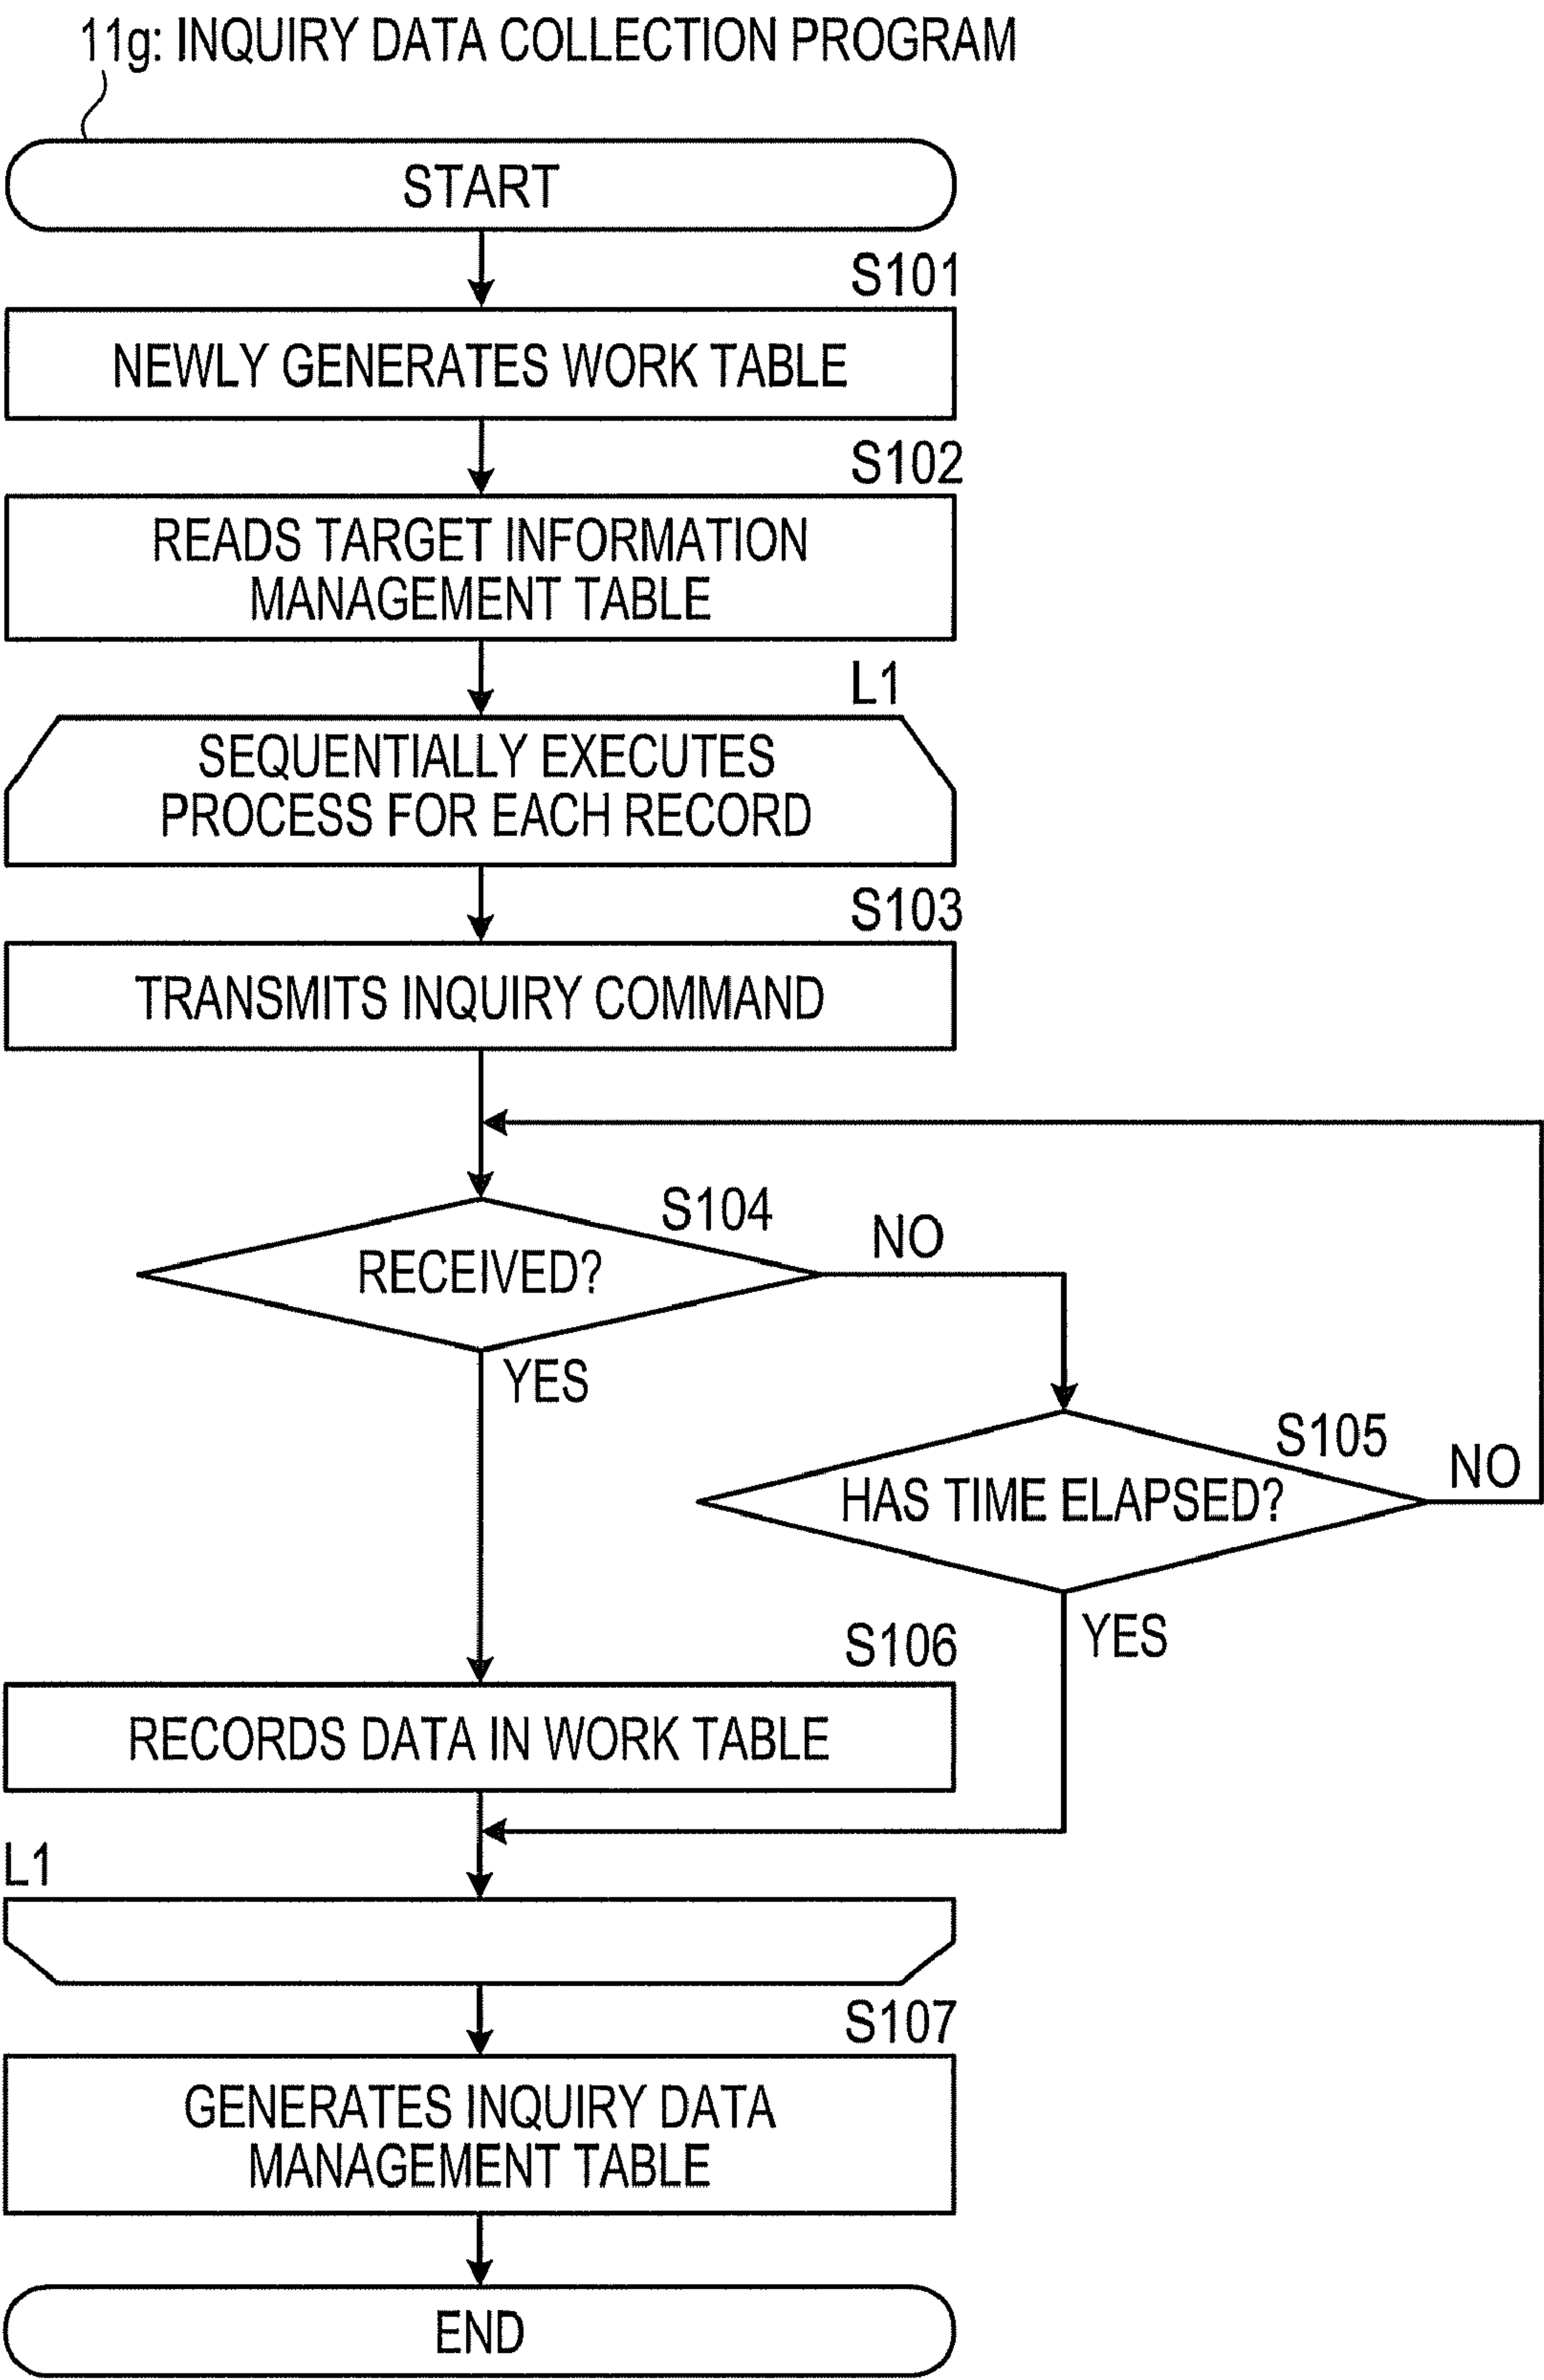 11g: INQUIRY DATA COLLECTION PROGRAM
START
S101
NEWLY GENERATES WORK TABLE
S102
READS TARGET INFORMATION
MANAGEMENT TABLE
L1
SEQUENTIALLY EXECUTES
PROCESS FOR EACH RECORD
S103
TRANSMITS INQUIRY COMMAND
S104
RECEIVED?
NO
YES
S105
HAS TIME ELAPSED?
NO
YES
S106
RECORDS DATA IN WORK TABLE
L1
S107
GENERATES INQUIRY DATA
MANAGEMENT TABLE
END